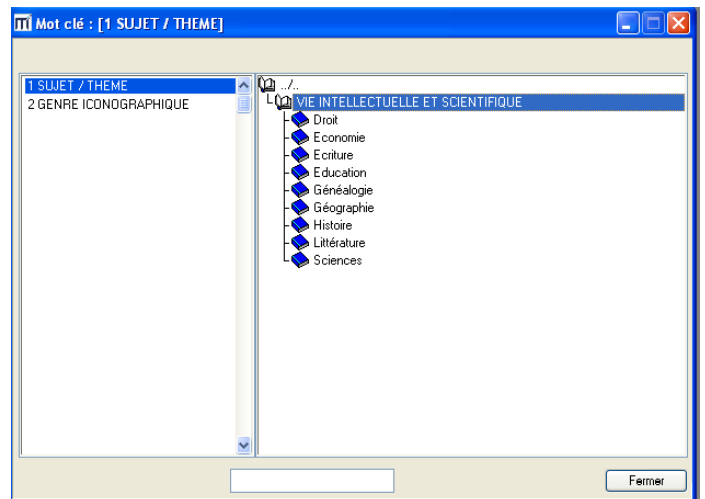 Mot clé : [1 SUJET / THEME]
1 SUJET / THEME
2 GENRE ICONOGRAPHIQUE
../..
VIE INTELLECTUELLE ET SCIENTIFIQUE
Droit
Economie
Ecriture
Education
Généalogie
Géographie
Histoire
Littérature
Sciences
Fermer